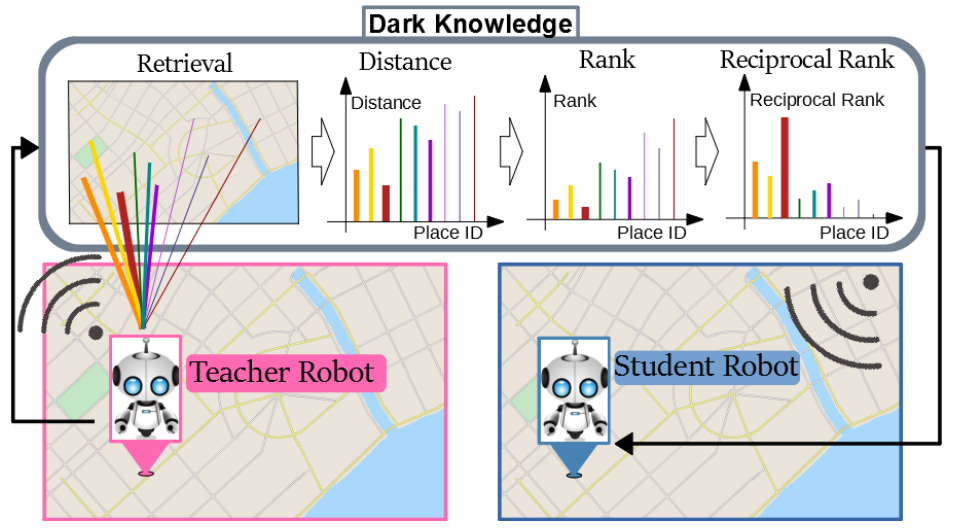 Dark Knowledge
Retrieval
Distance
Rank
Reciprocal Rank
Distance
Rank
Reciprocal Rank
Place ID
Place ID
Place ID
Teacher Robot
Student Robot